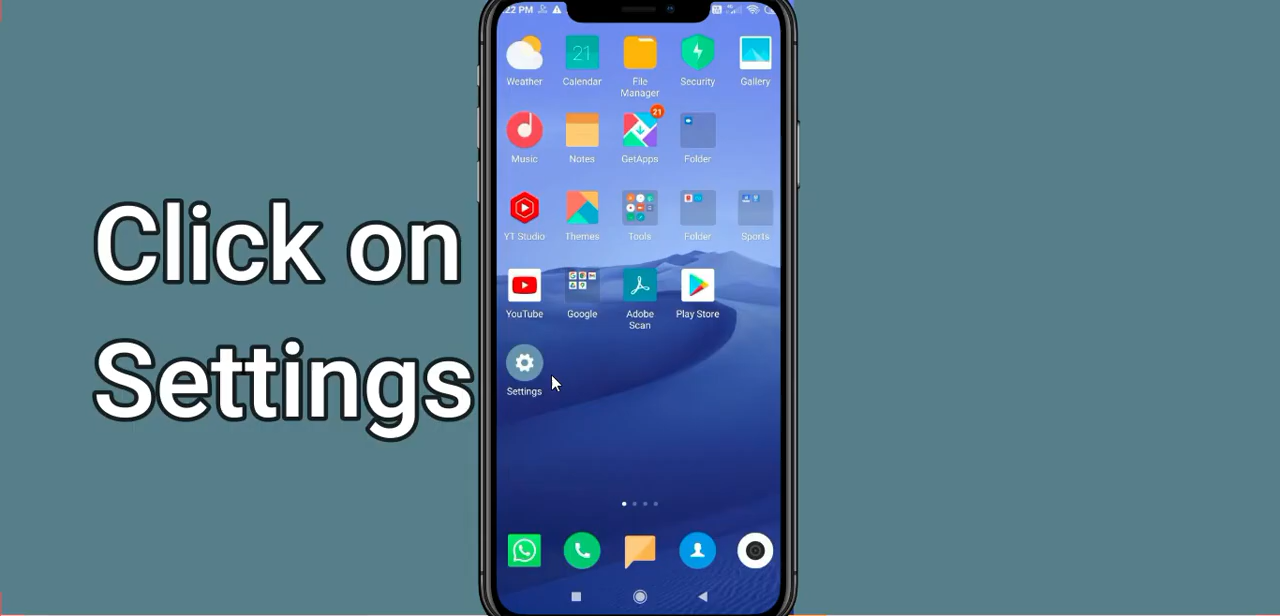 :22 PM
Weather
Calendar
File
Manager
Security
Gallery
21
21
Music
Notes
GetApps
Folder
YT Studio
Themes
Tools
Folder
Sports
Click on
Settings
YouTube
Google
Adobe
Scan
Play Store
Settings